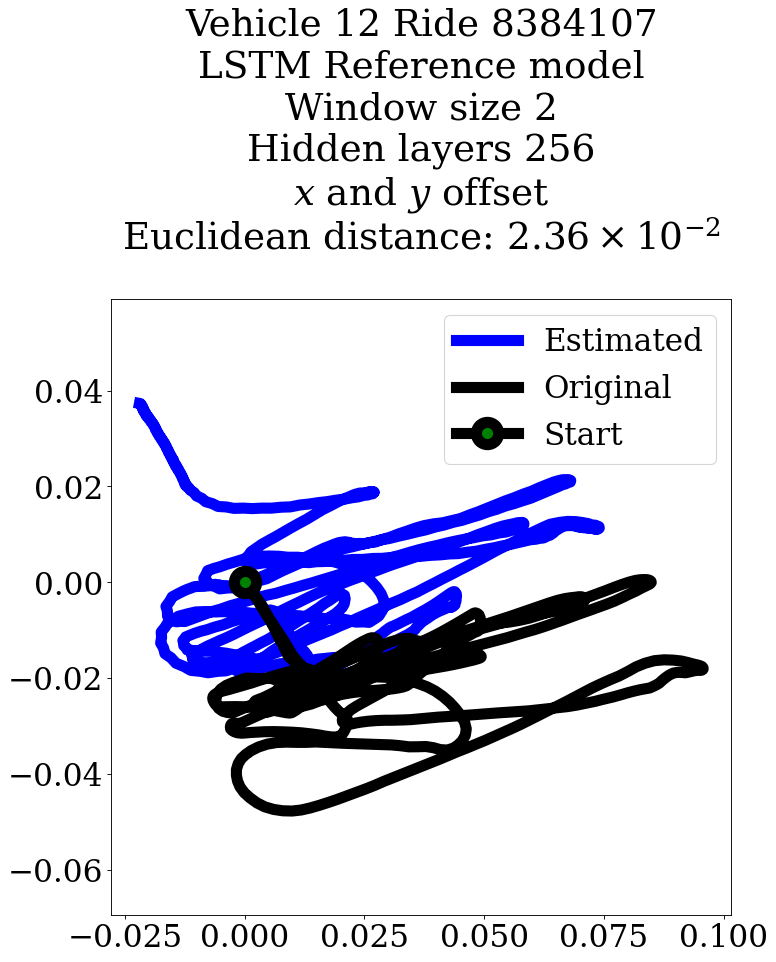 Vehicle 12 Ride 8384107
LSTM Reference model
Window size 2
Hidden layers 256
x and y offset
Euclidean distance: 2.36 × 10⁻²
Estimated
Original
Start
0.04
0.02
0.00
−0.02
−0.04
−0.06
−0.025 0.000 0.025 0.050 0.075 0.100